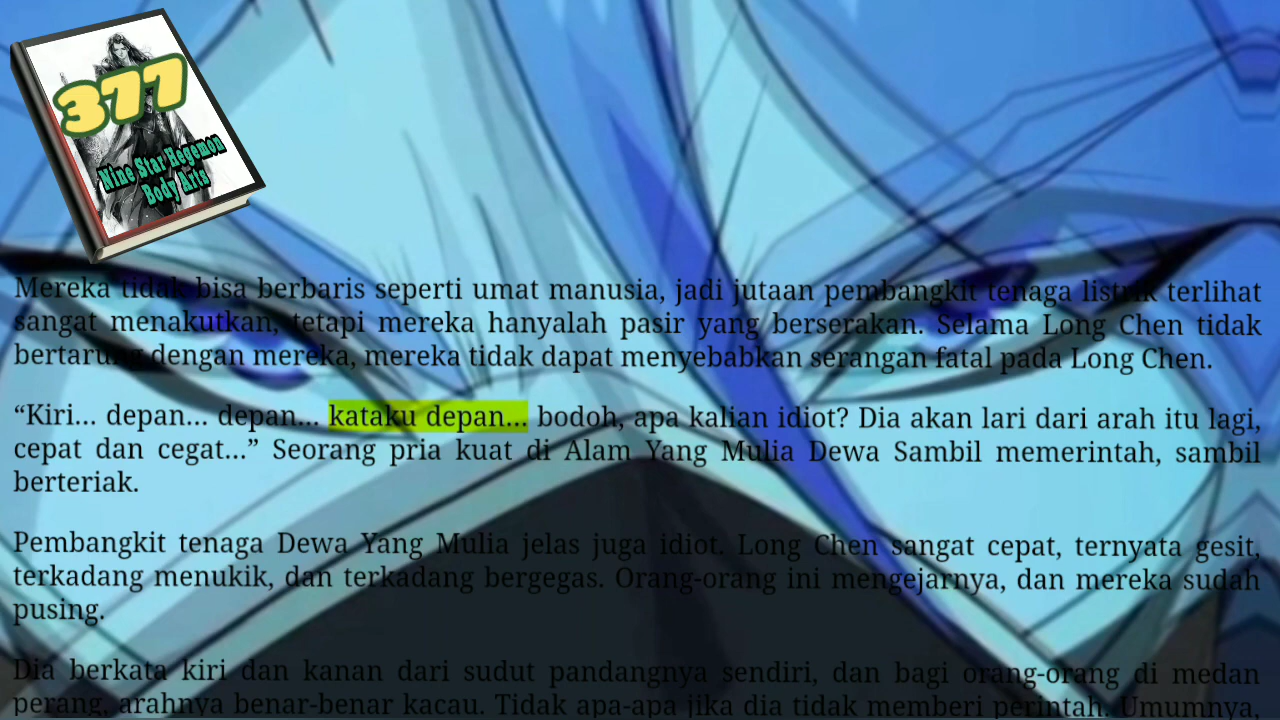 377
Nine Star Hegemon
Body Arts
Mereka tidak bisa berbaris seperti umat manusia, jadi jutaan pembangkit tenaga listrik terlihat
sangat menakutkan, tetapi mereka hanyalah pasir yang berserakan. Selama Long Chen tidak
bertarung dengan mereka, mereka tidak dapat menyebabkan serangan fatal pada Long Chen.
“Kiri... depan... depan... kataku depan... bodoh, apa kalian idiot? Dia akan lari dari arah itu lagi,
cepat dan cegat...” Seorang pria kuat di Alam Yang Mulia Dewa Sambil memerintah, sambil
berteriak.
Pembangkit tenaga Dewa Yang Mulia jelas juga idiot. Long Chen sangat cepat, ternyata gesit,
terkadang menukik, dan terkadang bergegas. Orang-orang ini mengejarnya, dan mereka sudah
pusing.
Dia berkata kiri dan kanan dari sudut pandangnya sendiri, dan bagi orang-orang di medan
perang, arahnya benar-benar kacau. Tidak apa-apa jika dia tidak memberi perintah. Umumnya,